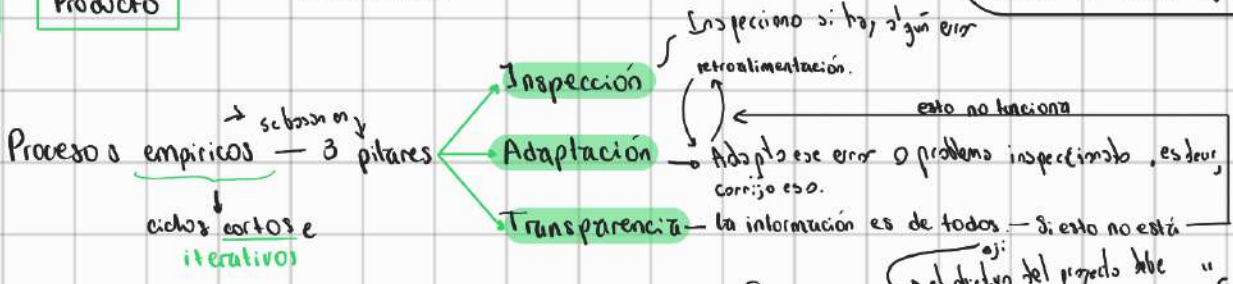 Producto
Inspecciono si hay algún error
Inspección
retroalimentación.
→ se basan en
esto no funciona
Procesos empíricos — 3 pilares
Adaptación → Adapto ese error o problema inspeccionado, es decir,
corrijo eso.
ciclos cortos e
iterativos
Transparencia — la información es de todos. — Si esto no está
ej:
el objetivo del proyecto debe